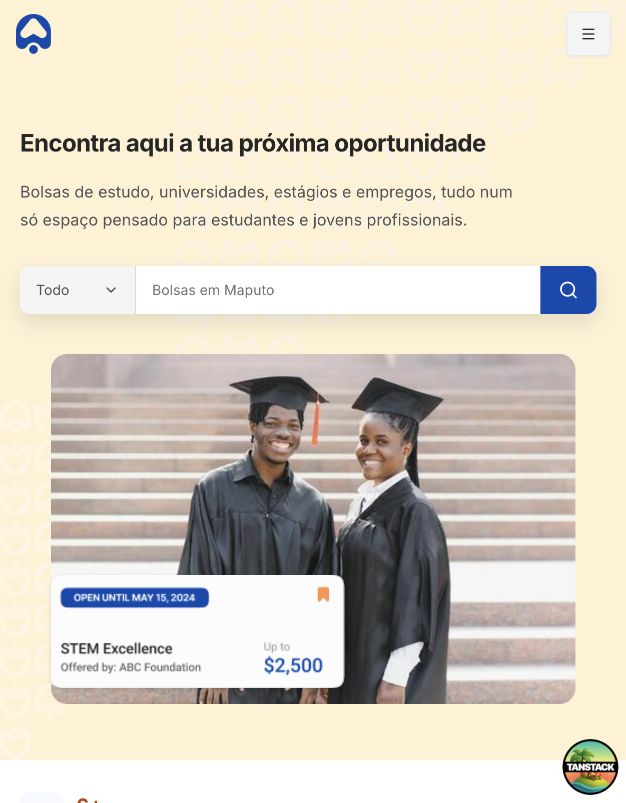 Encontra aqui a tua próxima oportunidade
Bolsas de estudo, universidades, estágios e empregos, tudo num
só espaço pensado para estudantes e jovens profissionais.
Todo
Bolsas em Maputo
OPEN UNTIL MAY 15, 2024
STEM Excellence
Offered by: ABC Foundation
Up to
$2,500
TANSTACK